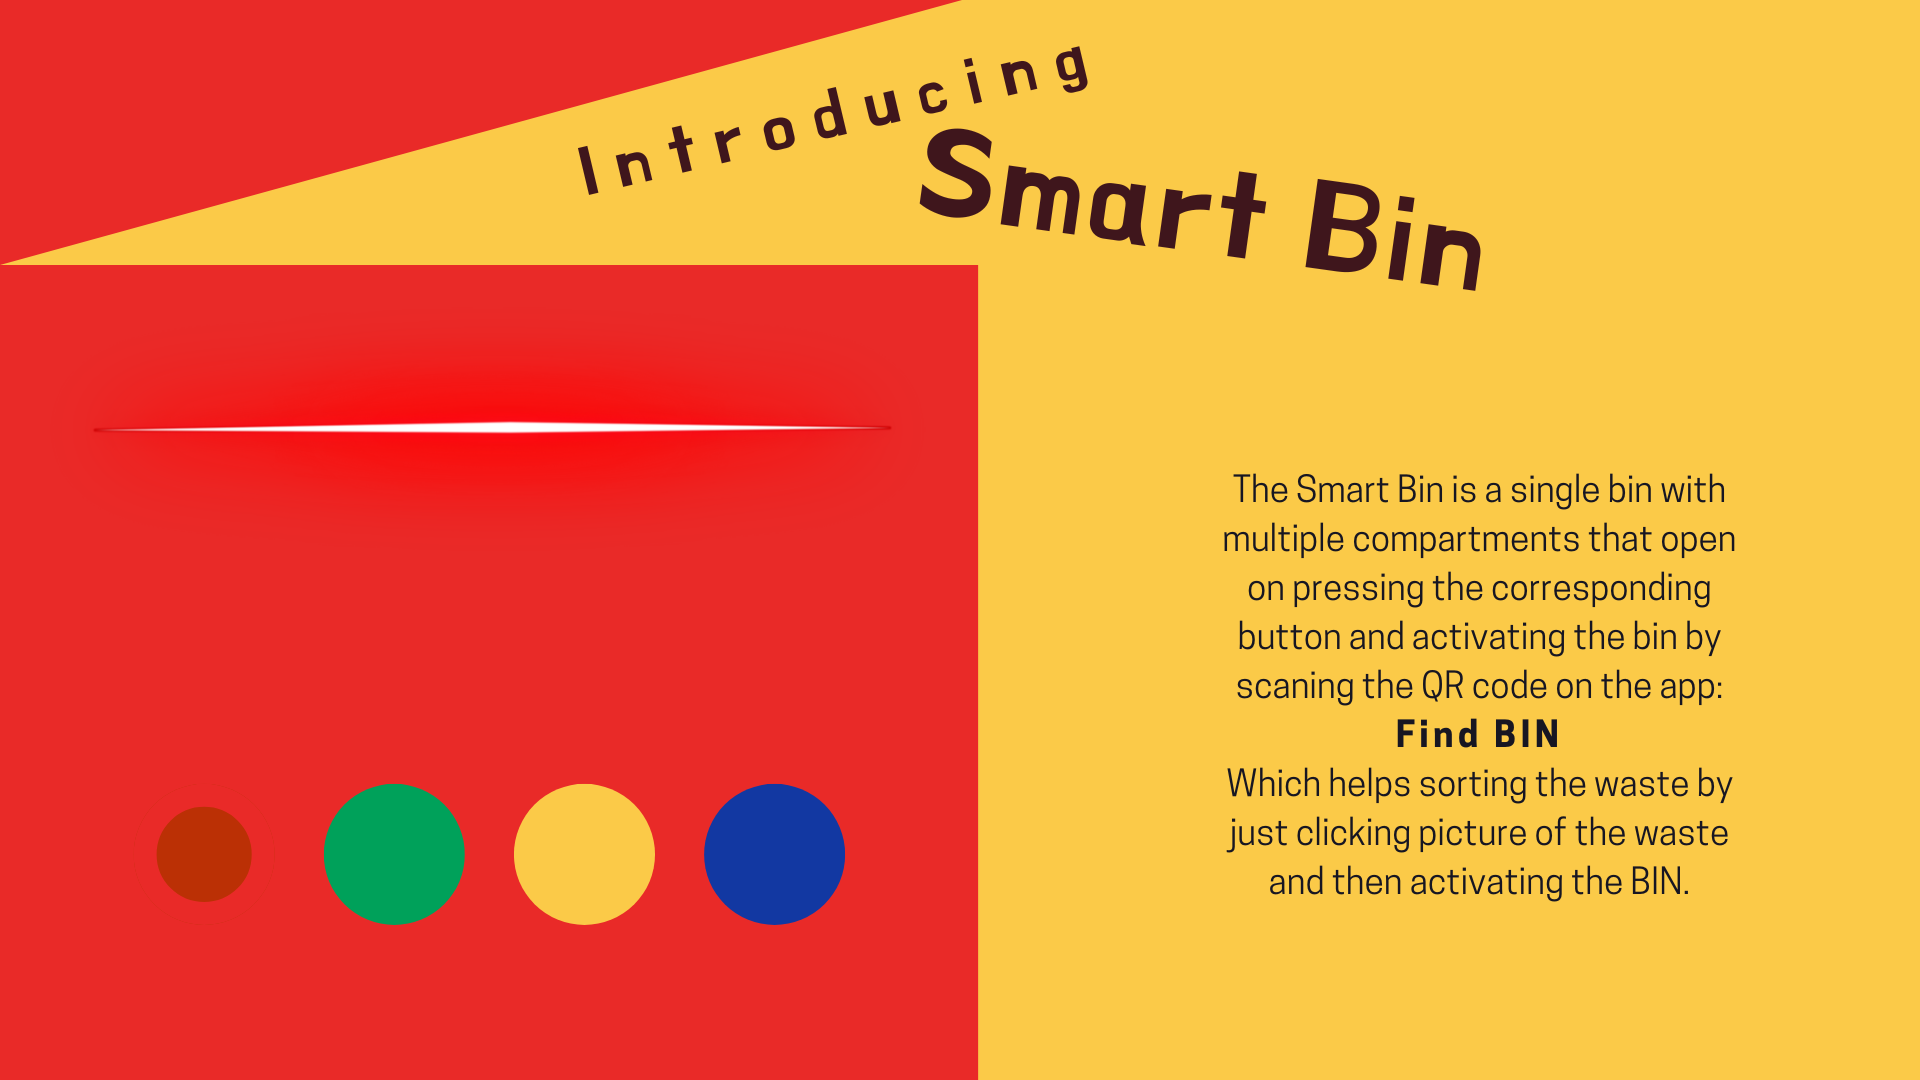 Introducing
Smart Bin
The Smart Bin is a single bin with
multiple compartments that open
on pressing the corresponding
button and activating the bin by
scaning the QR code on the app:
Find BIN
Which helps sorting the waste by
just clicking picture of the waste
and then activating the BIN.